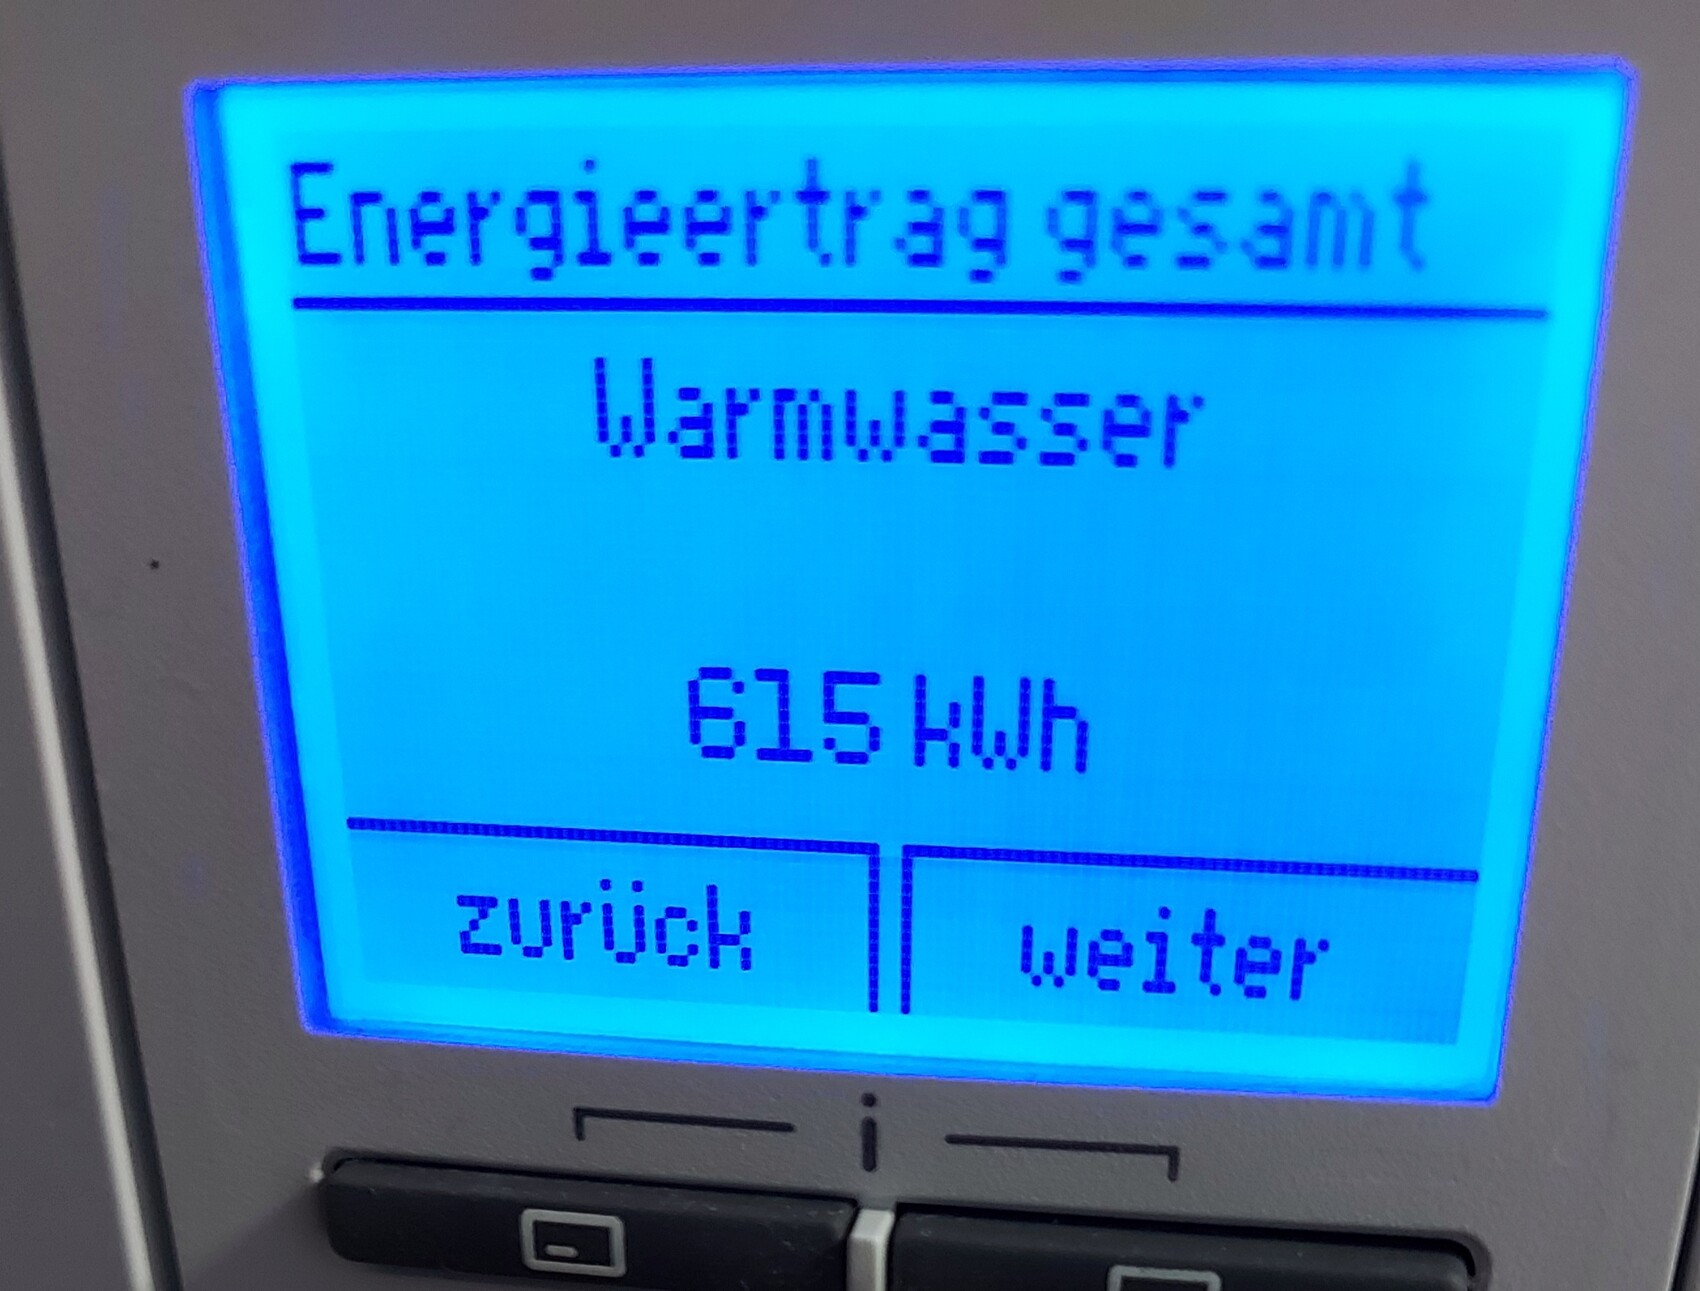 Energieertrag gesamt
Warmwasser
615 kWh
zurück weiter
i